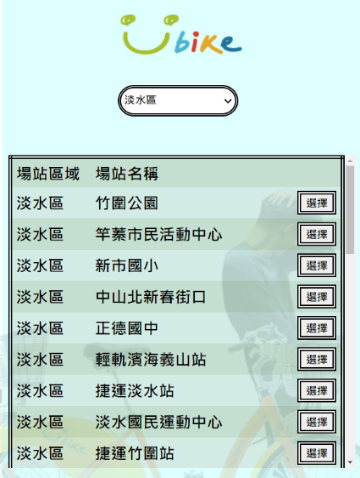 Ubike
淡水區
場站區域 場站名稱
淡水區 竹圍公園 選擇
淡水區 竿蓁市民活動中心 選擇
淡水區 新市國小 選擇
淡水區 中山北新春街口 選擇
淡水區 正德國中 選擇
淡水區 輕軌濱海義山站 選擇
淡水區 捷運淡水站 選擇
淡水區 淡水國民運動中心 選擇
淡水區 捷運竹圍站 選擇